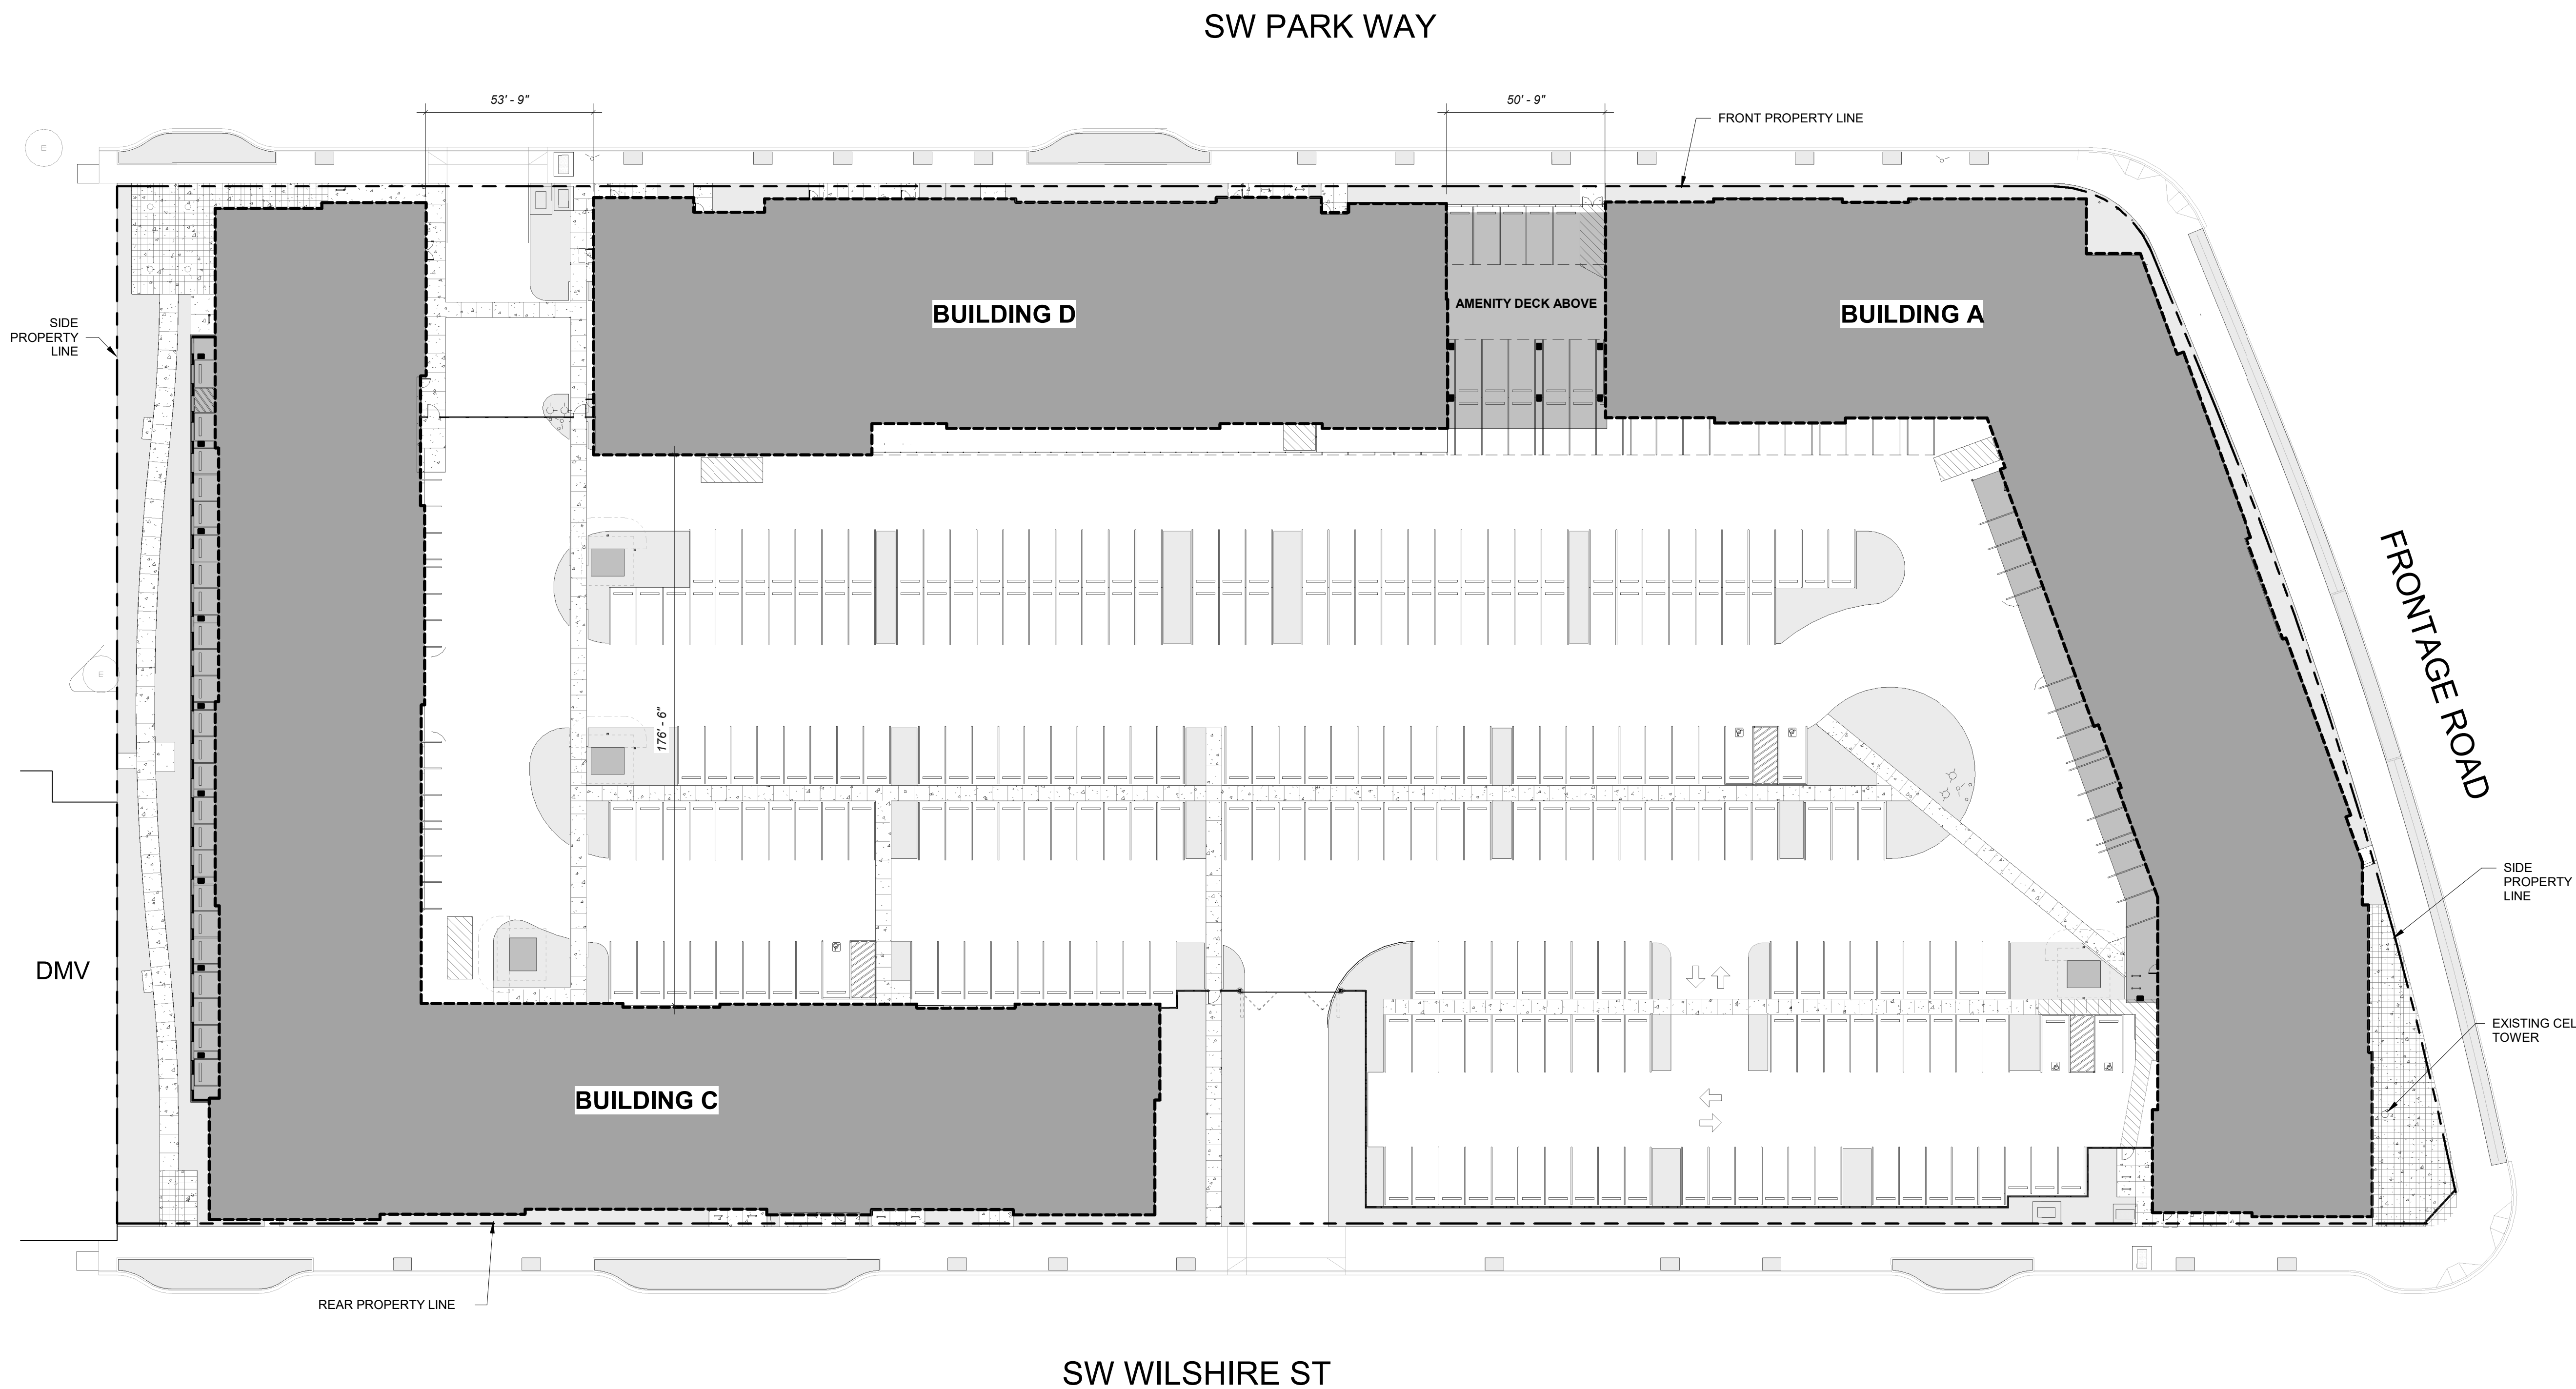 SW PARK WAY
53' - 9"
50' - 9"
FRONT PROPERTY LINE
E
BUILDING D
AMENITY DECK ABOVE
BUILDING A
SIDE
PROPERTY
LINE
FRONTAGE ROAD
E
176' - 6"
SIDE
PROPERTY
LINE
DMV
EXISTING CEL
TOWER
BUILDING C
REAR PROPERTY LINE
SW WILSHIRE ST